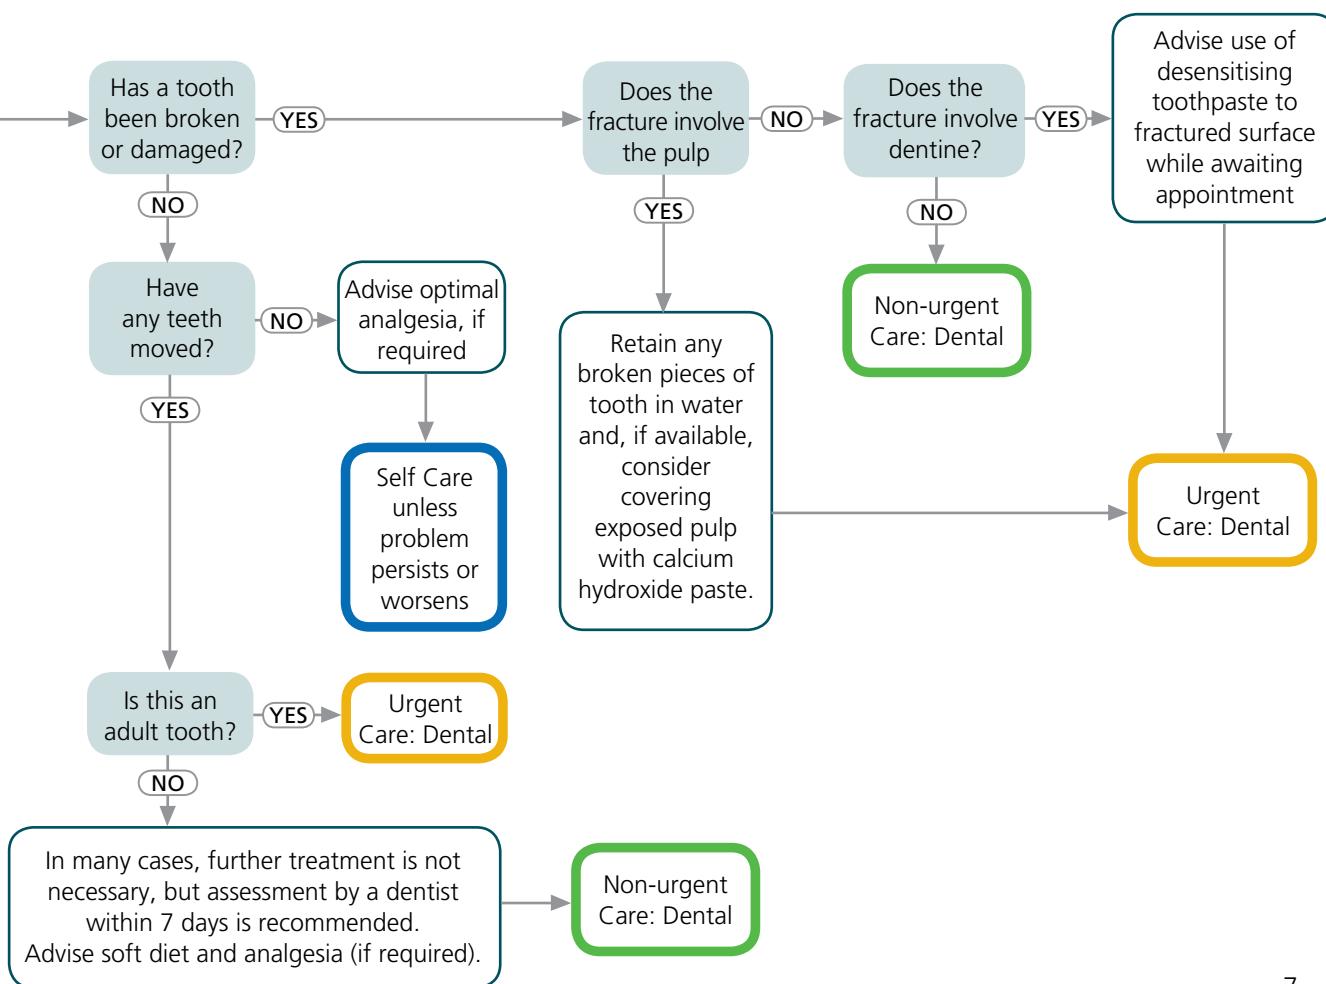 Has a tooth
been broken
or damaged?
YES
Does the
fracture involve
the pulp
NO
Does the
fracture involve
dentine?
YES
Advise use of
desensitising
toothpaste to
fractured surface
while awaiting
appointment
NO
YES
NO
Have
any teeth
moved?
NO
Advise optimal
analgesia, if
required
YES
Self Care
unless
problem
persists or
worsens
Retain any
broken pieces of
tooth in water
and, if available,
consider
covering
exposed pulp
with calcium
hydroxide paste.
Non-urgent
Care: Dental
Urgent
Care: Dental
Is this an
adult tooth?
YES
Urgent
Care: Dental
NO
In many cases, further treatment is not
necessary, but assessment by a dentist
within 7 days is recommended.
Advise soft diet and analgesia (if required).
Non-urgent
Care: Dental